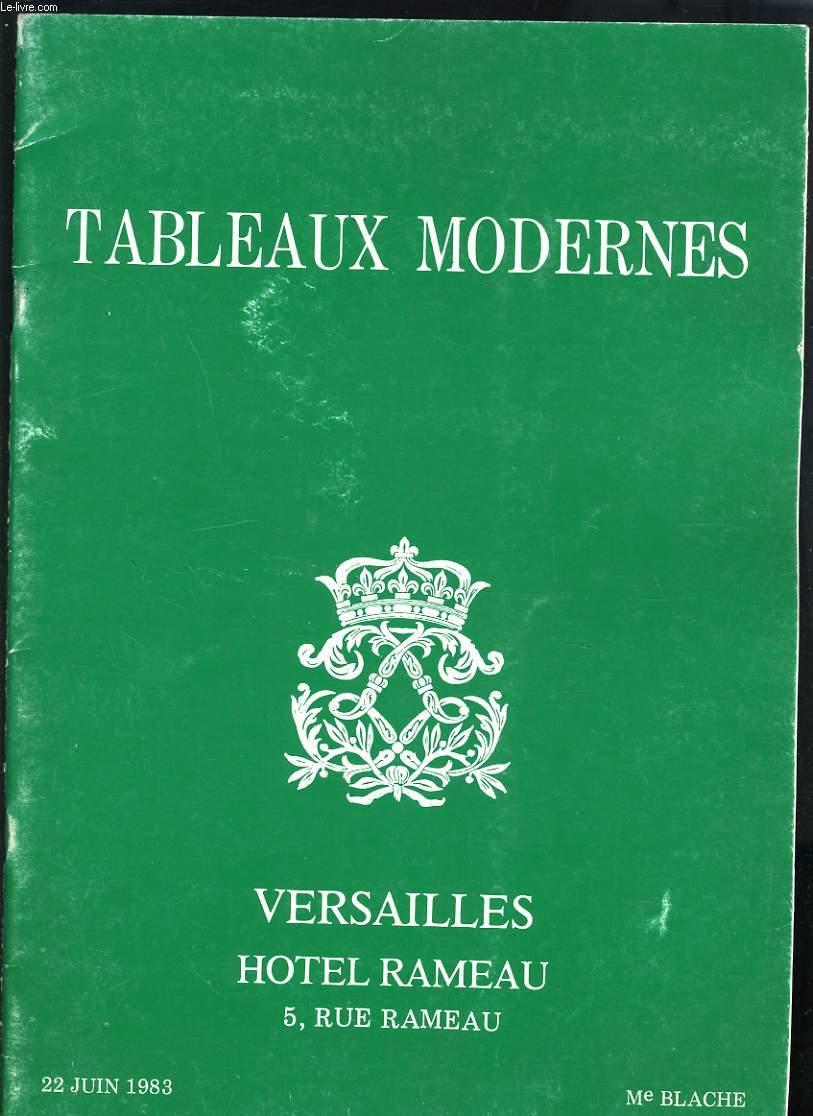 Le-livre.com
TABLEAUX MODERNES
VERSAILLES
HOTEL RAMEAU
5, RUE RAMEAU
22 JUIN 1983
Me BLACHE